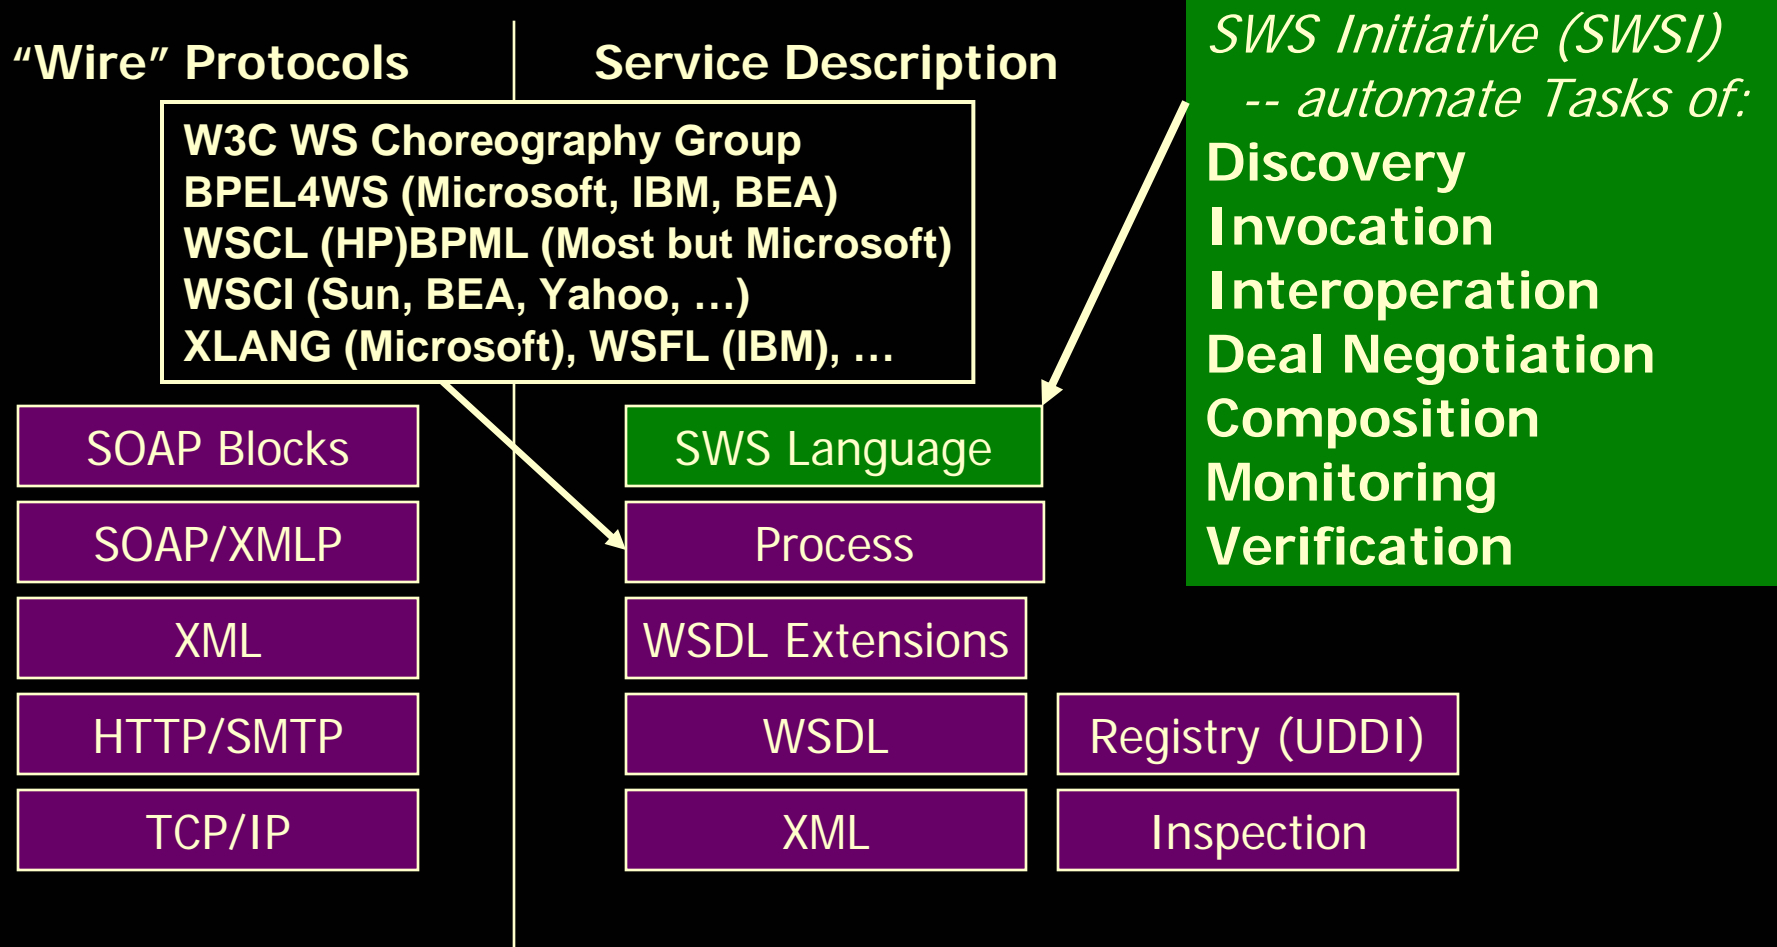 “Wire” Protocols
Service Description
W3C WS Choreography Group
BPEL4WS (Microsoft, IBM, BEA)
WSCL (HP)BPML (Most but Microsoft)
WSCI (Sun, BEA, Yahoo, …)
XLANG (Microsoft), WSFL (IBM), …
SWS Initiative (SWSI)
-- automate Tasks of:
Discovery
Invocation
Interoperation
Deal Negotiation
Composition
Monitoring
Verification
SOAP Blocks
SOAP/XMLP
XML
HTTP/SMTP
TCP/IP
SWS Language
Process
WSDL Extensions
WSDL
XML
Registry (UDDI)
Inspection